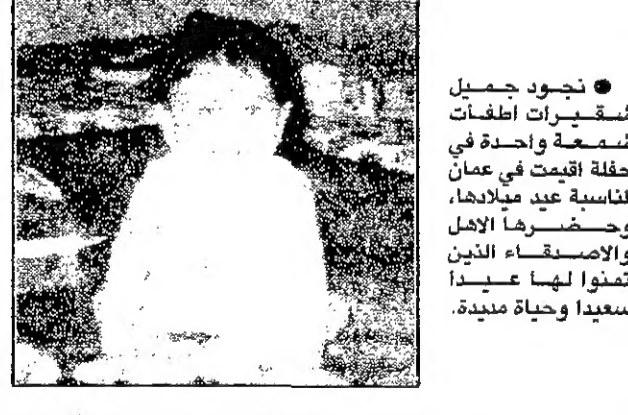 ● نجود جميل
شقيرات اطفأت
شمعة واحدة في
حفلة اقيمت في عمان
لمناسبة عيد ميلادها،
وحضرها الاهل
والاصدقاء الذين
تمنوا لها عيدا
سعيدا وحياة مديدة.